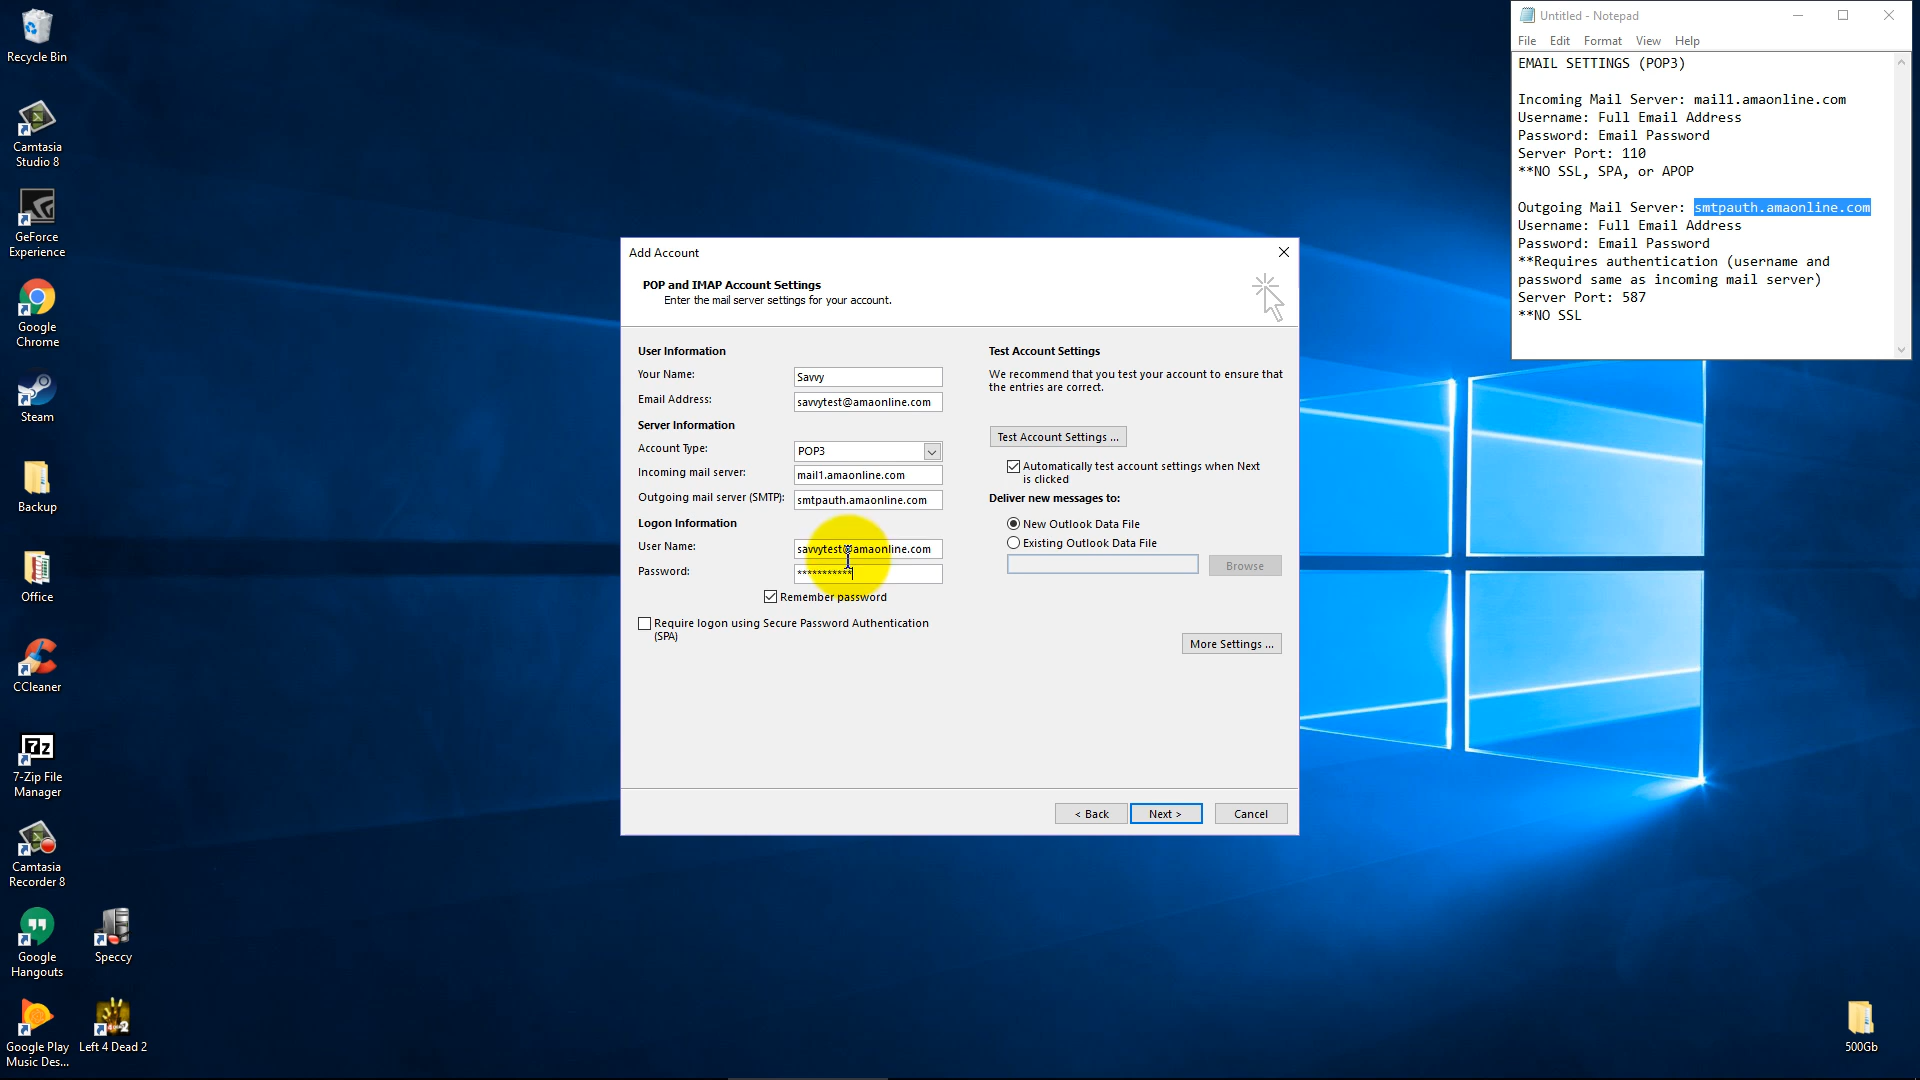 Recycle Bin
Camtasia
Studio 8
GeForce
Experience
Google
Chrome
Steam
Backup
Office
CCleaner
7z
7-Zip File
Manager
Camtasia
Recorder 8
Google
Hangouts
Speccy
Google Play
Music Des...
Left 4 Dead 2
500Gb
Untitled - Notepad
File Edit Format View Help
EMAIL SETTINGS (POP3)
Incoming Mail Server: mail1.amaonline.com
Username: Full Email Address
Password: Email Password
Server Port: 110
**NO SSL, SPA, or APOP
Outgoing Mail Server: smtpauth.amaonline.com
Username: Full Email Address
Password: Email Password
**Requires authentication (username and
password same as incoming mail server)
Server Port: 587
**NO SSL
Add Account
POP and IMAP Account Settings
Enter the mail server settings for your account.
User Information
Your Name: Savvy
Email Address: savvytest@amaonline.com
Server Information
Account Type: POP3
Incoming mail server: mail1.amaonline.com
Outgoing mail server (SMTP): smtpauth.amaonline.com
Logon Information
User Name: savvytest@amaonline.com
Password: ***********
Remember password
Require logon using Secure Password Authentication
(SPA)
Test Account Settings
We recommend that you test your account to ensure that
the entries are correct.
Test Account Settings ...
Automatically test account settings when Next
is clicked
Deliver new messages to:
New Outlook Data File
Existing Outlook Data File
Browse
More Settings ...
< Back
Next >
Cancel